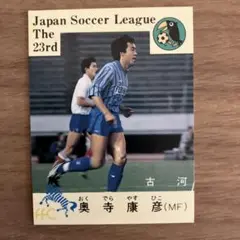 Japan Soccer League
The
23rd
古河
おく でら やす ひこ
奥寺康彦(MF)
FFC